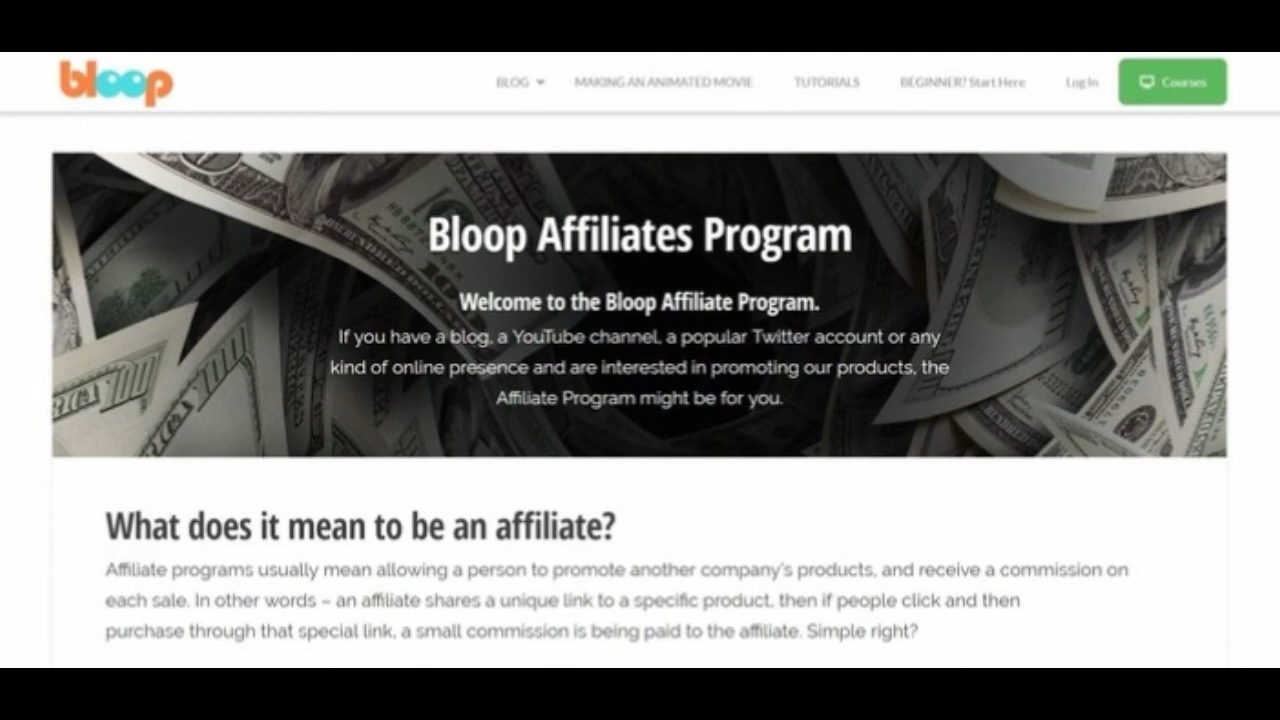 bloop
BLOG
MAKING AN ANIMATED MOVIE
TUTORIALS
BEGINNER? Start Here
Log In
Courses
Bloop Affiliates Program
Welcome to the Bloop Affiliate Program.
If you have a blog, a YouTube channel, a popular Twitter account or any
kind of online presence and are interested in promoting our products, the
Affiliate Program might be for you.
What does it mean to be an affiliate?
Affiliate programs usually mean allowing a person to promote another company's products, and receive a commission on
each sale. In other words – an affiliate shares a unique link to a specific product, then if people click and then
purchase through that special link, a small commission is being paid to the affiliate. Simple right?